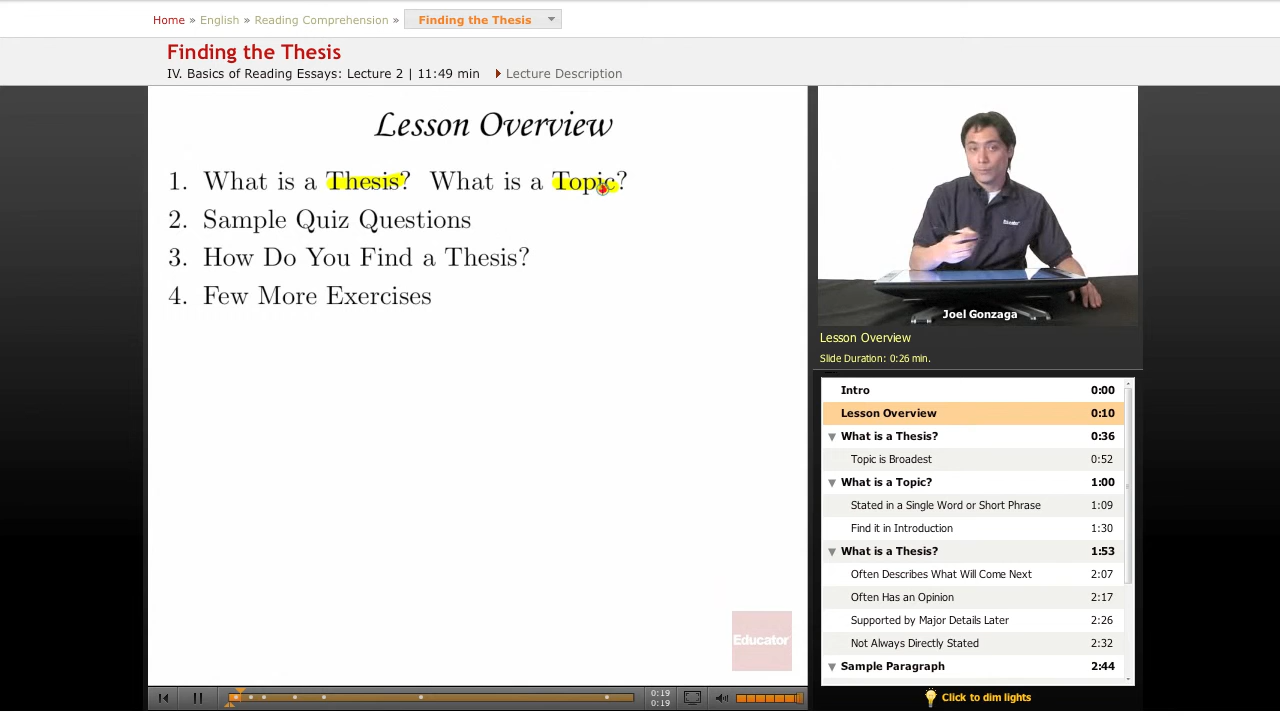 Home » English » Reading Comprehension » Finding the Thesis
Finding the Thesis
IV. Basics of Reading Essays: Lecture 2 | 11:49 min Lecture Description
Lesson Overview
1. What is a Thesis? What is a Topic?
2. Sample Quiz Questions
3. How Do You Find a Thesis?
4. Few More Exercises
Educator
Educator
Joel Gonzaga
Lesson Overview
Slide Duration: 0:26 min.
Intro 0:00
Lesson Overview 0:10
What is a Thesis? 0:36
Topic is Broadest 0:52
What is a Topic? 1:00
Stated in a Single Word or Short Phrase 1:09
Find it in Introduction 1:30
What is a Thesis? 1:53
Often Describes What Will Come Next 2:07
Often Has an Opinion 2:17
Supported by Major Details Later 2:26
Not Always Directly Stated 2:32
Sample Paragraph 2:44
0:19
0:19
Click to dim lights